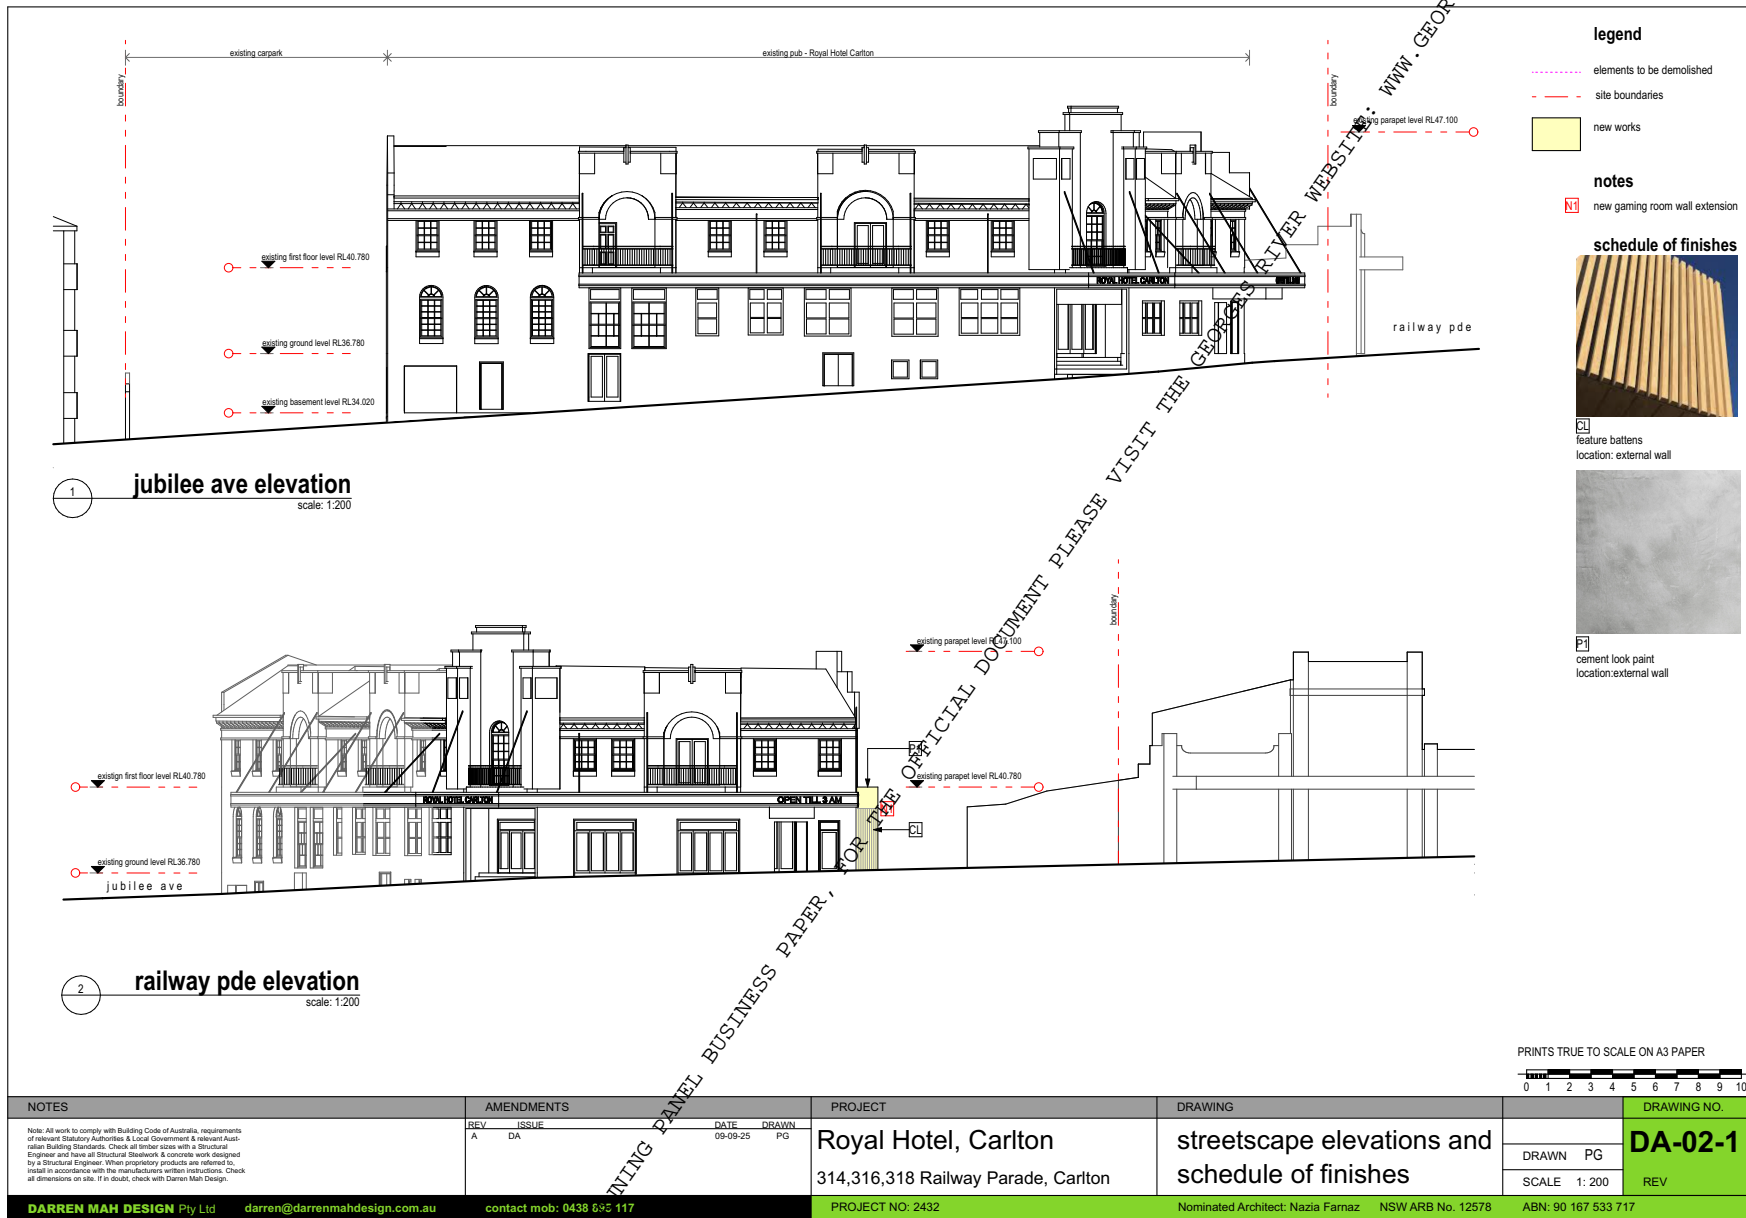 existing carpark
existing pub - Royal Hotel Carlton
boundary
boundary
existing parapet level RL47.100
existing first floor level RL40.780
existing ground level RL36.780
existing basement level RL34.020
ROYAL HOTEL CARLTON
railway pde
1
jubilee ave elevation
scale: 1:200
legend
elements to be demolished
site boundaries
new works
notes
N1 new gaming room wall extension
schedule of finishes
CL
feature battens
location: external wall
P1
cement look paint
location:external wall
boundary
existing parapet level RL47.100
P1
existing parapet level RL40.780
CL
existign first floor level RL40.780
existing ground level RL36.780
jubilee ave
ROYAL HOTEL CARLTON
OPEN TILL 3 AM
2
railway pde elevation
scale: 1:200
NNING PANEL BUSINESS PAPER, FOR THE OFFICIAL DOCUMENT PLEASE VISIT THE GEORGES RIVER WEBSITE: WWW.GEOR
PRINTS TRUE TO SCALE ON A3 PAPER
0 1 2 3 4 5 6 7 8 9 10
NOTES
Note: All work to comply with Building Code of Australia, requirements
of relevant Statutory Authorities & Local Government & relevant Aust-
ralian Building Standards. Check all timber sizes with a Structural
Engineer and have all Structural Steelwork & concrete work designed
by a Structural Engineer. When proprietory products are referred to,
install in accordance with the manufacturers written instructions. Check
all dimensions on site. If in doubt, check with Darren Mah Design.
AMENDMENTS
REV ISSUE DATE DRAWN
A DA 09-09-25 PG
PROJECT
Royal Hotel, Carlton
314,316,318 Railway Parade, Carlton
DRAWING
streetscape elevations and
schedule of finishes
DRAWN PG
SCALE 1: 200
DRAWING NO.
DA-02-1
REV
DARREN MAH DESIGN Pty Ltd darren@darrenmahdesign.com.au contact mob: 0438 895 117
PROJECT NO: 2432
Nominated Architect: Nazia Farnaz NSW ARB No. 12578 ABN: 90 167 533 717